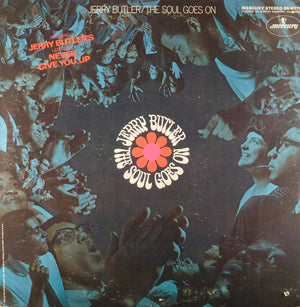 JERRY BUTLER/THE SOUL GOES ON
MERCURY STEREO
mercury
JERRY BUTLER'S
NEVER
GIVE YOU UP
JERRY BUTLER
THE SOUL GOES ON